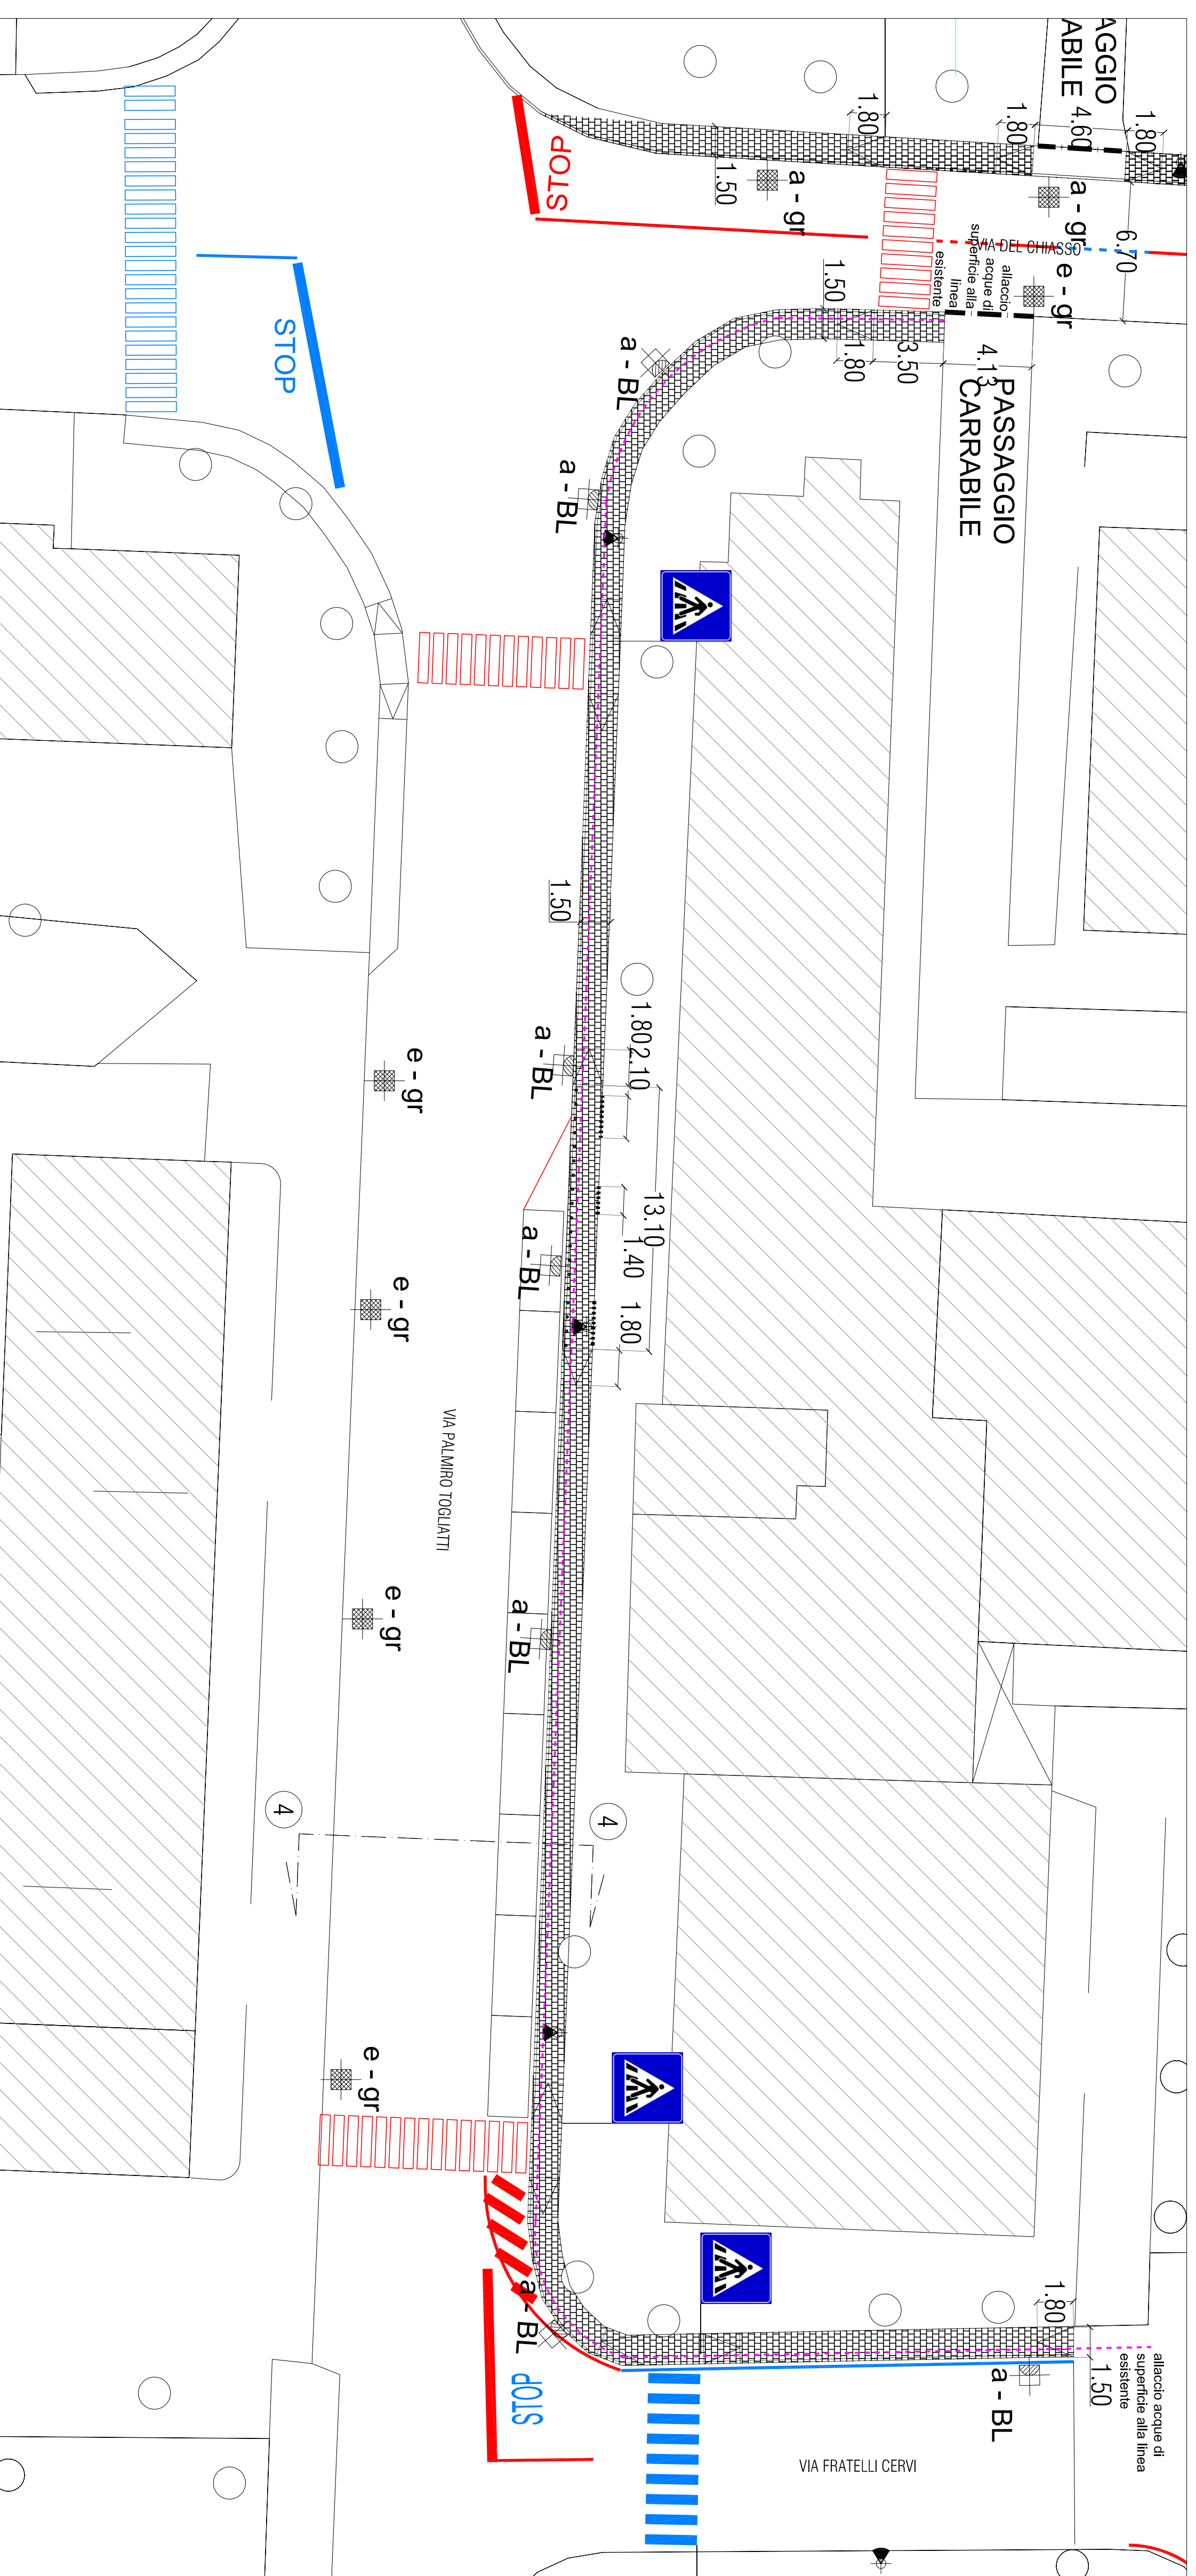 AGGIO
ABILE
1.80
4.60
1.80
1.80
STOP
1.50
a - gr
a - gr
6.70
VIA DEL CHIASSO
e - gr
allaccio
acque di
superficie alla
linea
esistente
1.50
STOP
a - BL
1.80
3.50
4.13
PASSAGGIO
CARRABILE
a - BL
1.50
1.80
2.10
a - BL
e - gr
13.10
1.40
a - BL
1.80
e - gr
VIA PALMIRO TOGLIATTI
a - BL
e - gr
4
4
e - gr
a - BL
STOP
1.80
1.50
allaccio acque di
superficie alla linea
esistente
a - BL
VIA FRATELLI CERVI